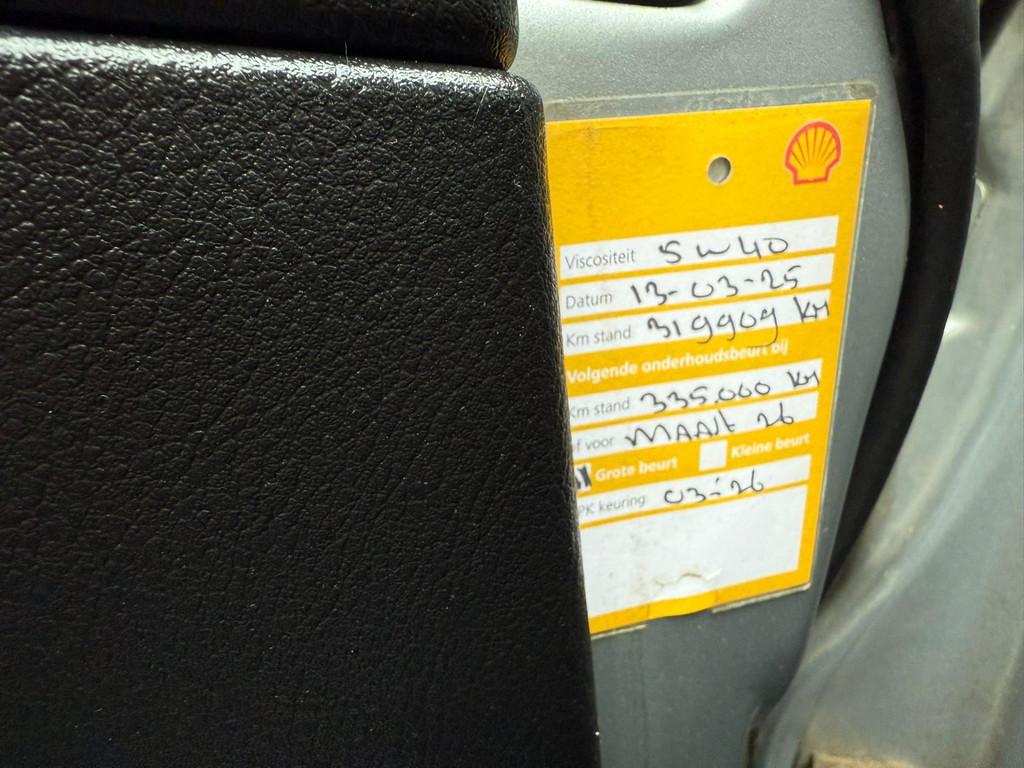 Viscositeit 5W40
Datum 13-03-25
Km stand 319909 km
Volgende onderhoudsbeurt bij
Km stand 335.000 km
of voor MAART 26
Grote beurt Kleine beurt
PK keuring 03-26